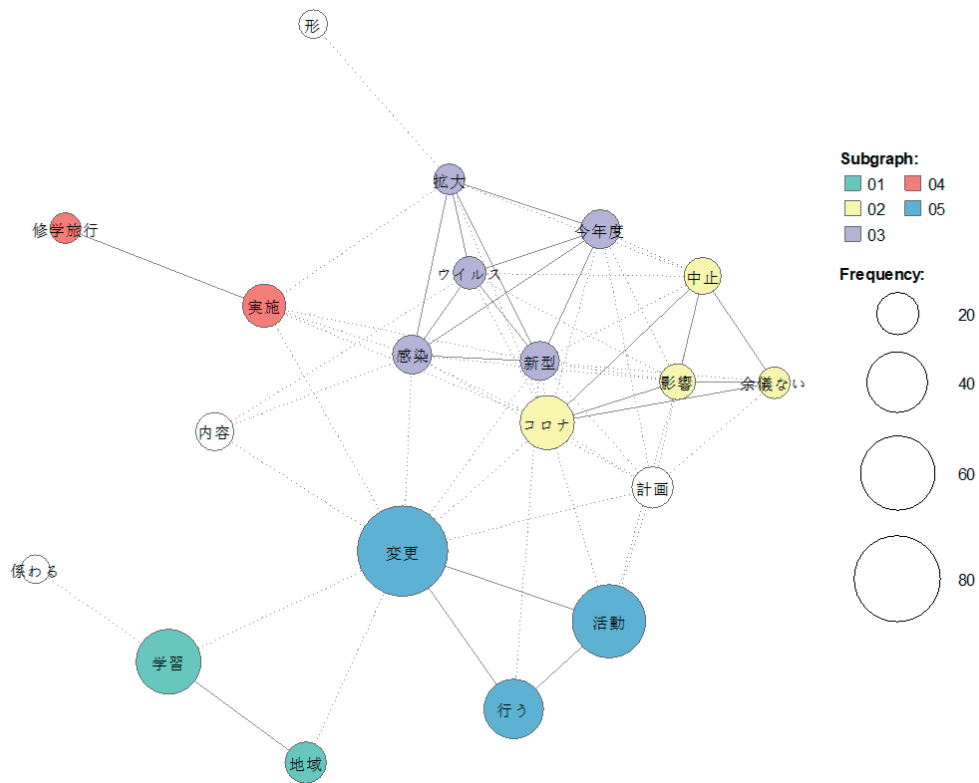 形
拡大
修学旅行
今年度
ウイルス
中止
実施
感染
新型
影響
余儀ない
コロナ
内容
計画
変更
係わる
活動
学習
行う
地域
Subgraph:
01 04
02 05
03
Frequency:
20
40
60
80